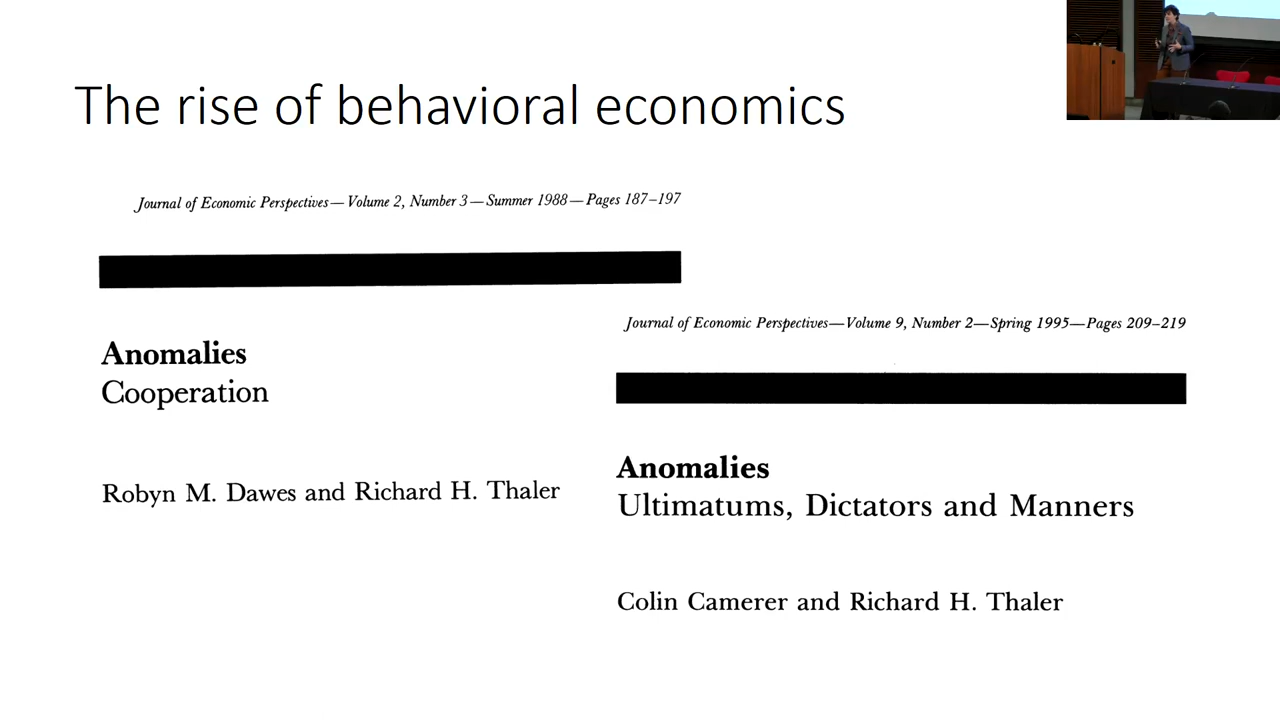 The rise of behavioral economics
Journal of Economic Perspectives—Volume 2, Number 3—Summer 1988—Pages 187–197
Anomalies
Cooperation
Robyn M. Dawes and Richard H. Thaler
Journal of Economic Perspectives—Volume 9, Number 2—Spring 1995—Pages 209–219
Anomalies
Ultimatums, Dictators and Manners
Colin Camerer and Richard H. Thaler